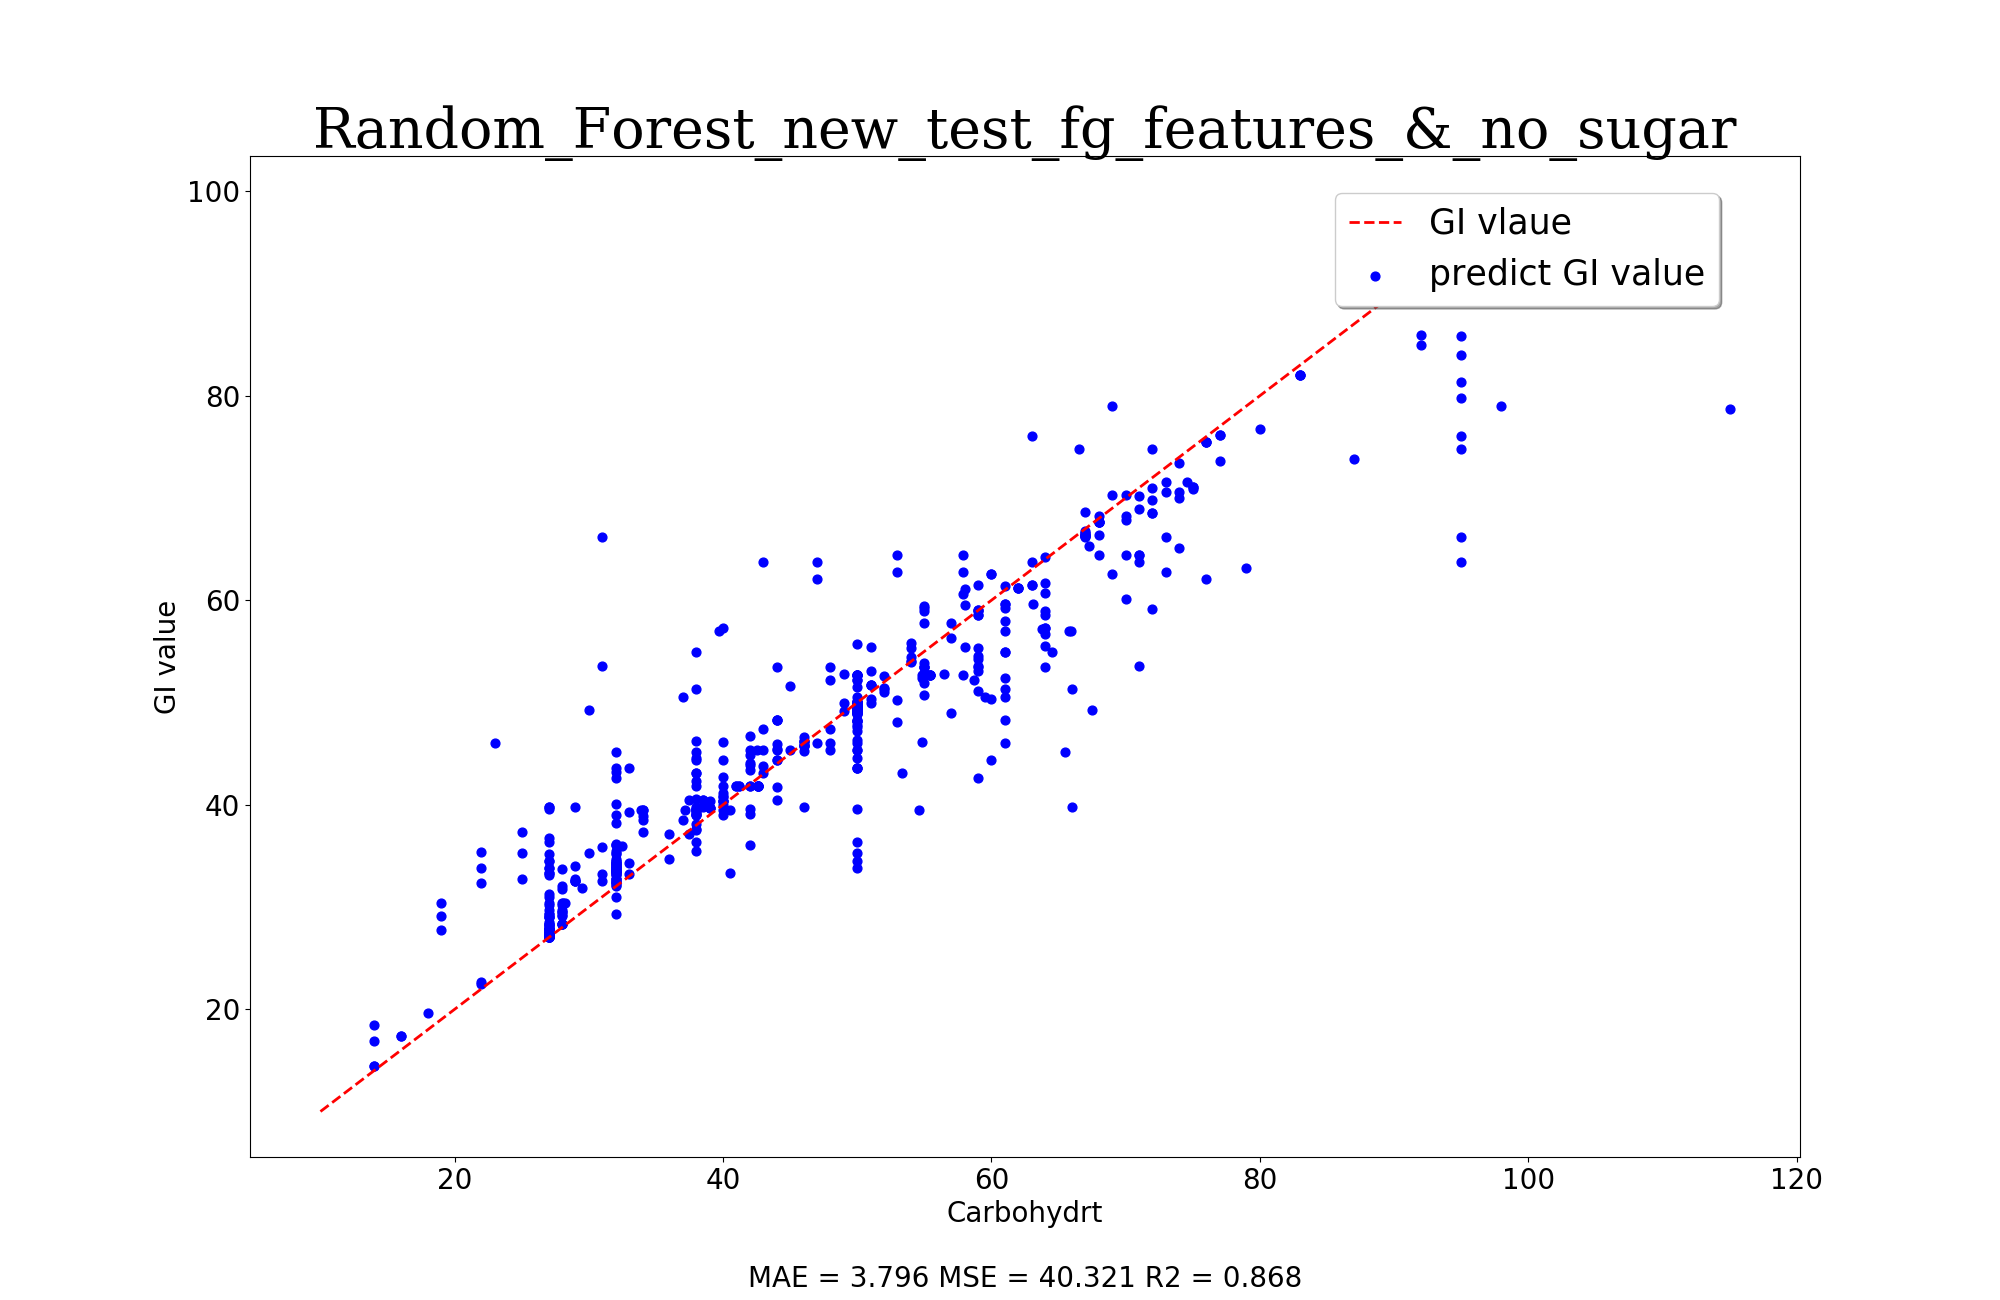 Random_Forest_new_test_fg_features_&_no_sugar
100
80
60
40
20
GI value
GI vlaue
predict GI value
20 40 60 80 100 120
Carbohydrt
MAE = 3.796 MSE = 40.321 R2 = 0.868